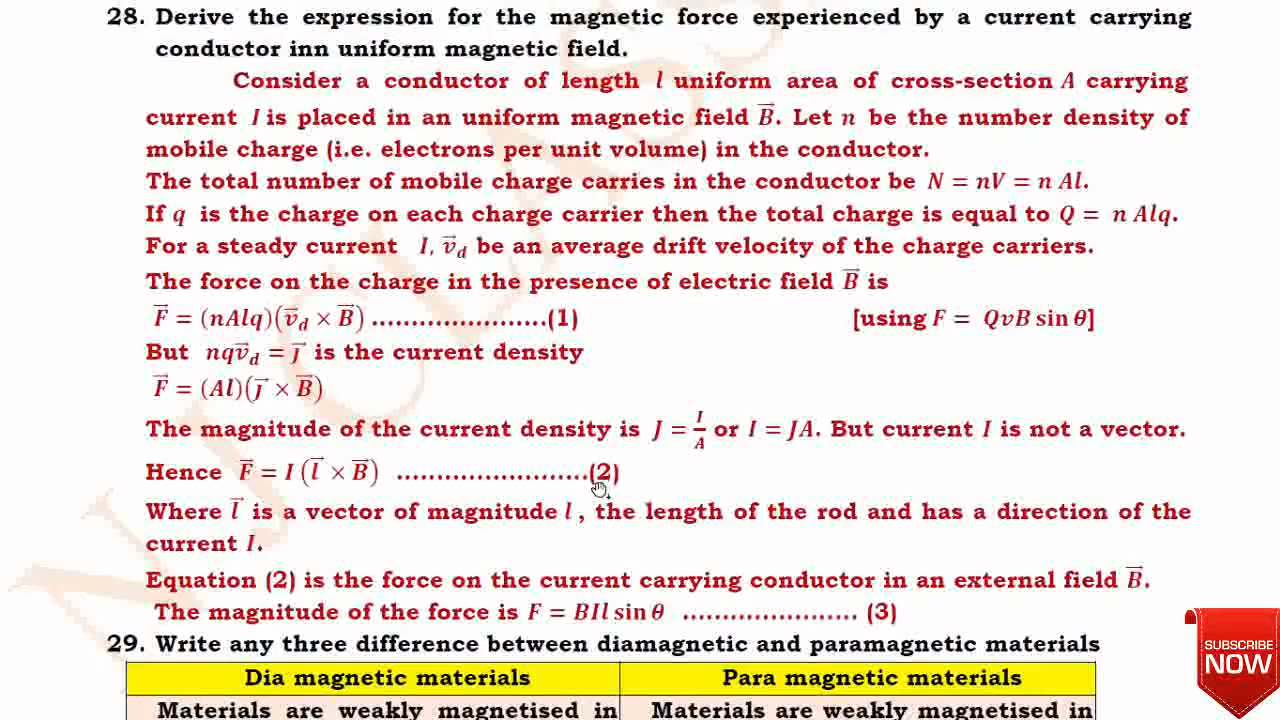 28. Derive the expression for the magnetic force experienced by a current carrying
conductor inn uniform magnetic field.
Consider a conductor of length l uniform area of cross-section A carrying
current I is placed in an uniform magnetic field B⃗. Let n be the number density of
mobile charge (i.e. electrons per unit volume) in the conductor.
The total number of mobile charge carries in the conductor be N = nV = n Al.
If q is the charge on each charge carrier then the total charge is equal to Q = n Alq.
For a steady current I, v⃗d be an average drift velocity of the charge carriers.
The force on the charge in the presence of electric field B⃗ is
F⃗ = (nAlq)(v⃗d × B⃗) ......................(1) [using F = QvB sin θ]
But nqv⃗d = ȷ⃗ is the current density
F⃗ = (Al)(ȷ⃗ × B⃗)
The magnitude of the current density is J = I/A or I = JA. But current I is not a vector.
Hence F⃗ = I (l⃗ × B⃗) ........................(2)
Where l⃗ is a vector of magnitude l, the length of the rod and has a direction of the
current I.
Equation (2) is the force on the current carrying conductor in an external field B⃗.
The magnitude of the force is F = BIl sin θ ...................... (3)
29. Write any three difference between diamagnetic and paramagnetic materials
Dia magnetic materials Para magnetic materials
Materials are weakly magnetised in Materials are weakly magnetised in
SUBSCRIBE
NOW
N J CLASS